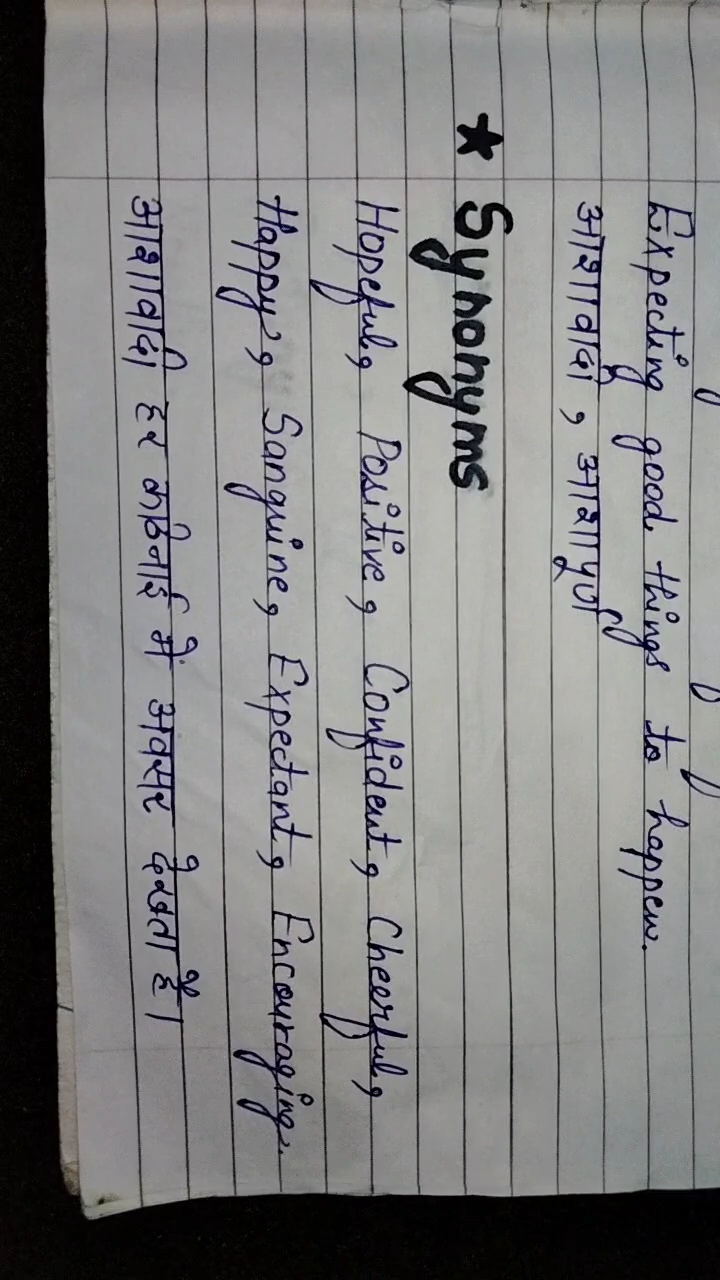 Expecting good things to happen.
आशावादी, आशापूर्ण
★ Synonyms
Hopeful, Positive, Confident, Cheerful,
Happy, Sanguine, Expectant, Encouraging.
आशावादी हर कठिनाई में अवसर देखता है।